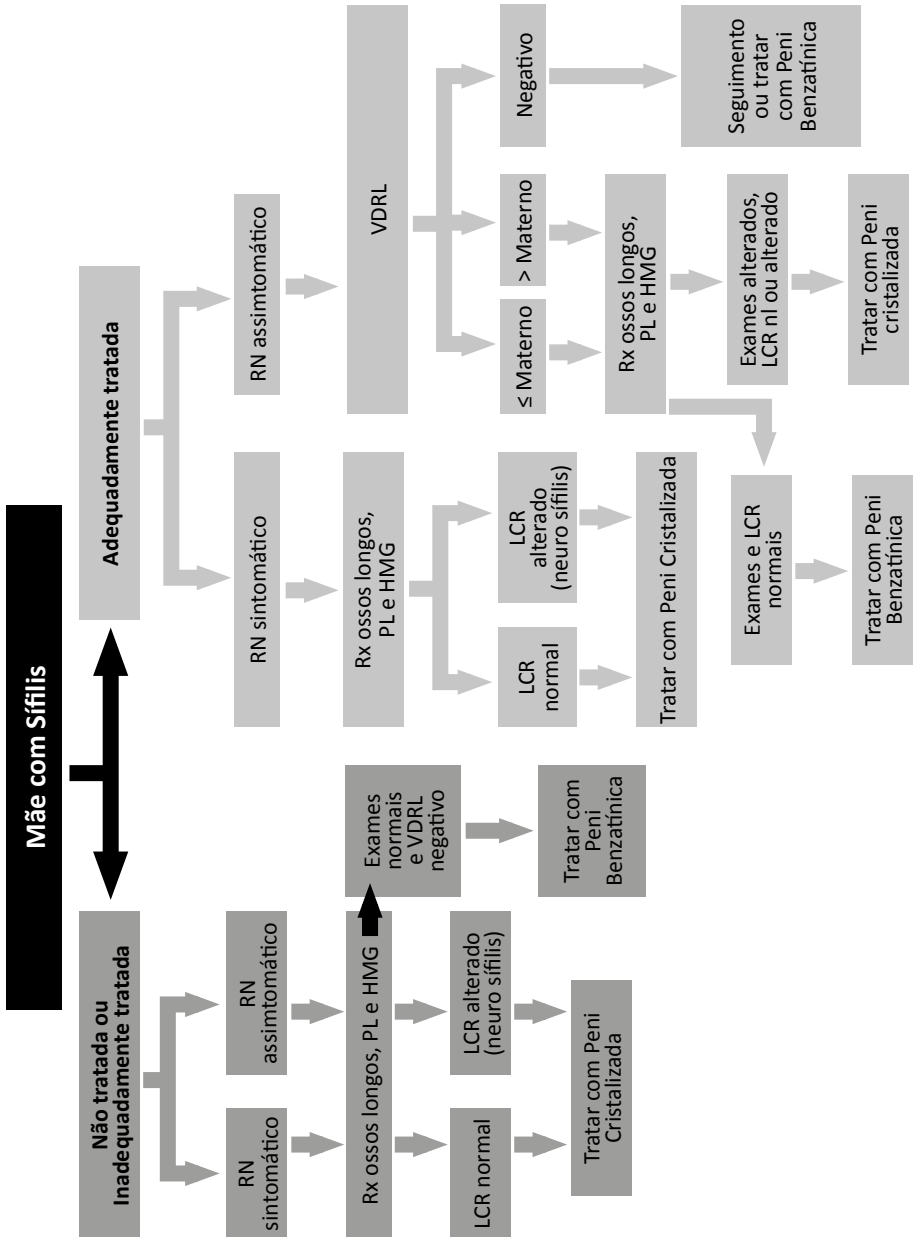 Mãe com Sífilis
Não tratada ou
Inadequadamente tratada
RN
sintomático
RN
assimtomático
Rx ossos longos, PL e HMG
LCR normal
LCR alterado
(neuro sífilis)
Tratar com Peni
Cristalizada
Exames
normais
e VDRL
negativo
Tratar com
Peni
Benzatínica
Adequadamente tratada
RN sintomático
Rx ossos longos,
PL e HMG
LCR
normal
LCR
alterado
(neuro sífilis)
Tratar com Peni Cristalizada
RN assimtomático
VDRL
≤ Materno
> Materno
Negativo
Rx ossos longos,
PL e HMG
Exames e LCR
normais
Tratar com Peni
Benzatínica
Exames alterados,
LCR nl ou alterado
Tratar com Peni
cristalizada
Seguimento
ou tratar
com Peni
Benzatínica